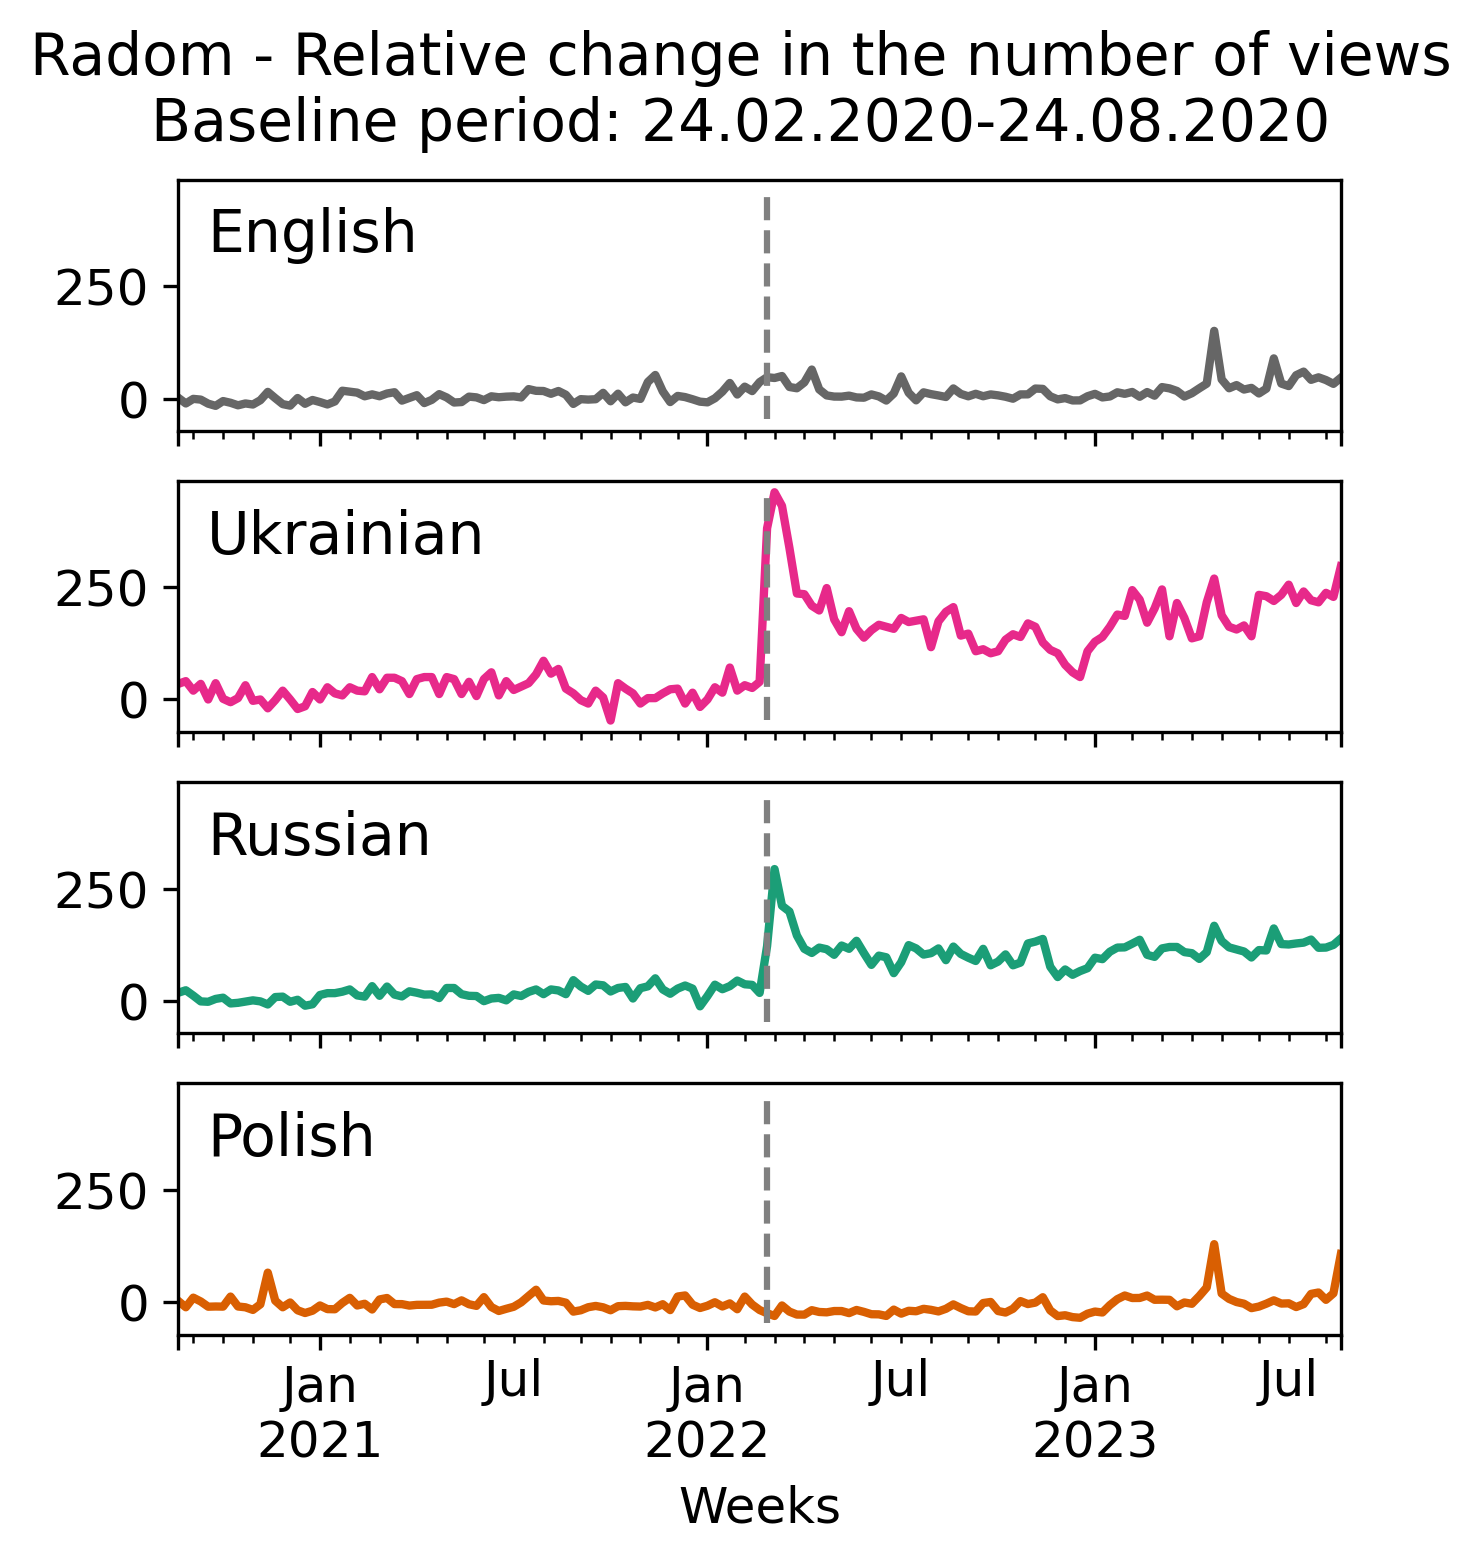 Radom - Relative change in the number of views
Baseline period: 24.02.2020-24.08.2020
English
250
0
Ukrainian
250
0
Russian
250
0
Polish
250
0
Jan Jul Jan Jul Jan Jul
2021 2022 2023
Weeks